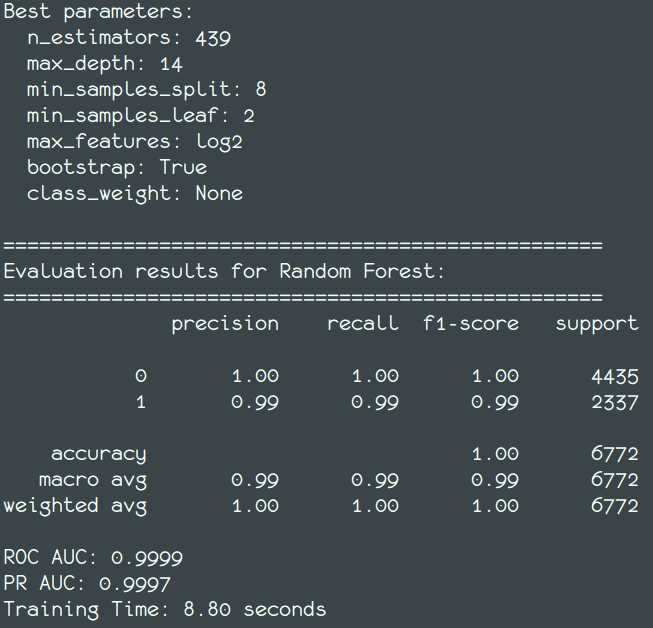 Best parameters:
  n_estimators: 439
  max_depth: 14
  min_samples_split: 8
  min_samples_leaf: 2
  max_features: log2
  bootstrap: True
  class_weight: None
==================================================
Evaluation results for Random Forest:
==================================================
              precision    recall  f1-score   support
           0       1.00      1.00      1.00      4435
           1       0.99      0.99      0.99      2337
    accuracy                           1.00      6772
   macro avg       0.99      0.99      0.99      6772
weighted avg       1.00      1.00      1.00      6772
ROC AUC: 0.9999
PR AUC: 0.9997
Training Time: 8.80 seconds